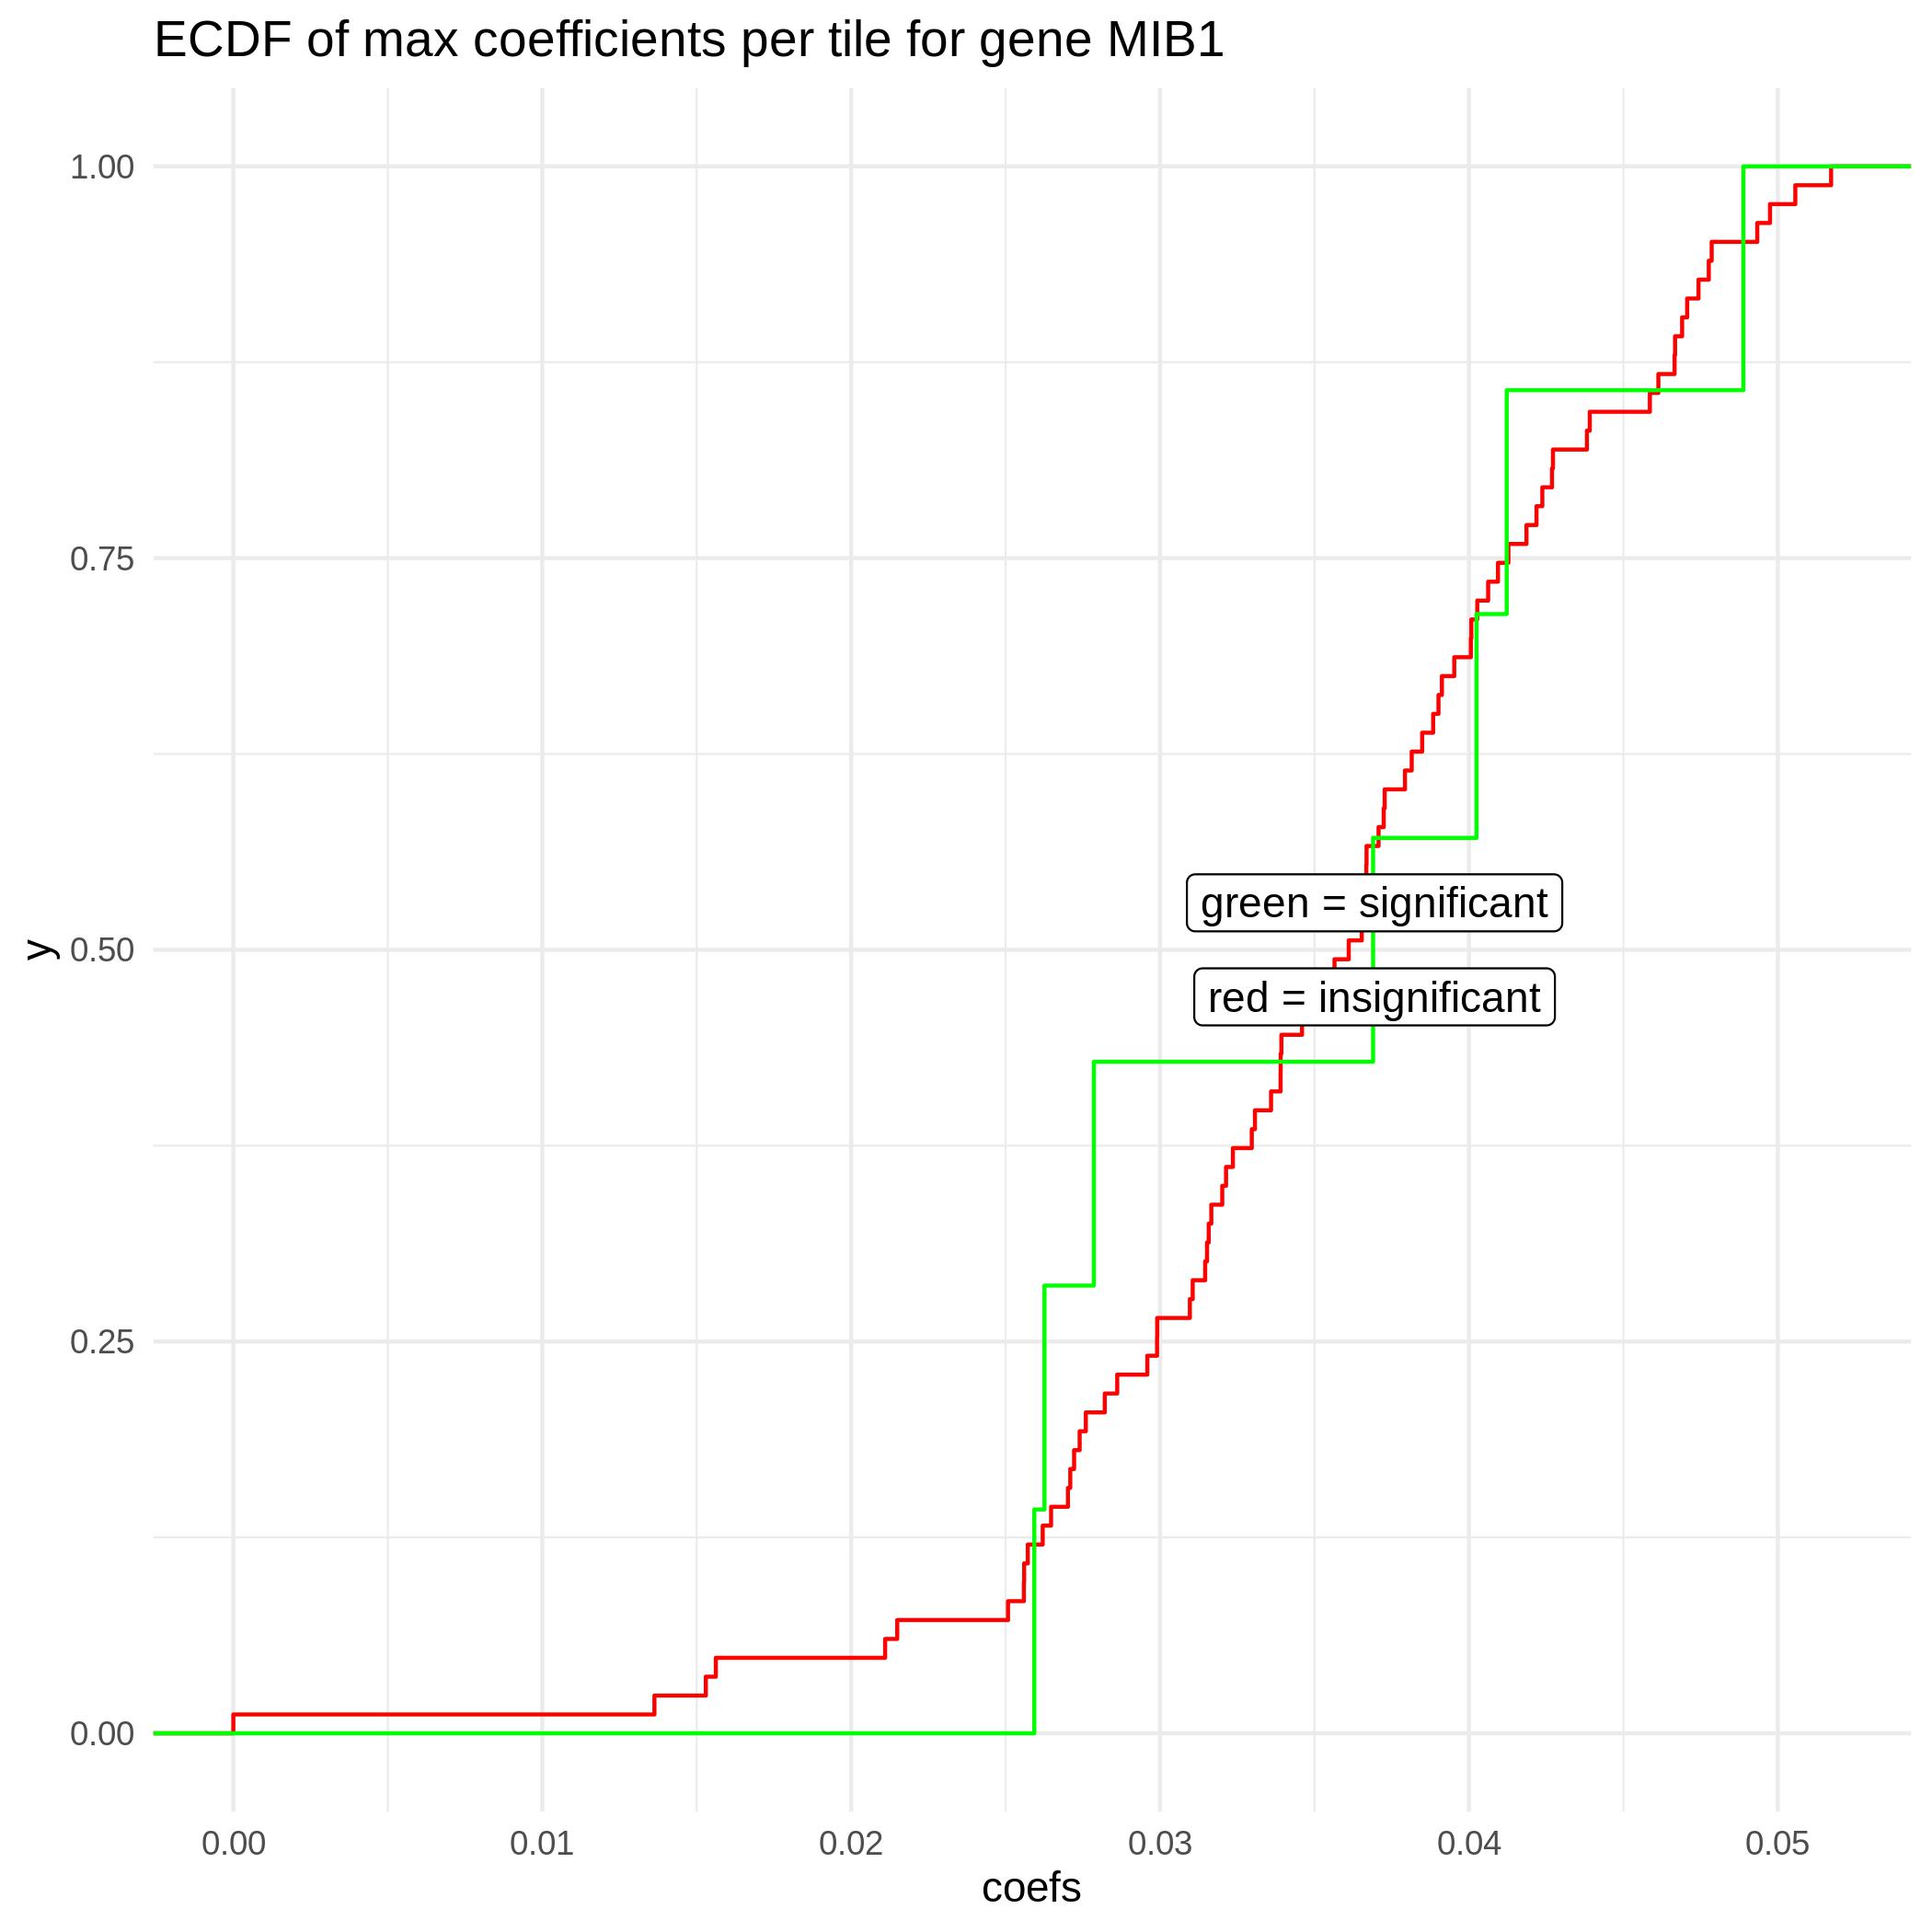 ECDF of max coefficients per tile for gene MIB1
1.00
0.75
0.50
0.25
0.00
y
green = significant
red = insignificant
0.00 0.01 0.02 0.03 0.04 0.05
coefs